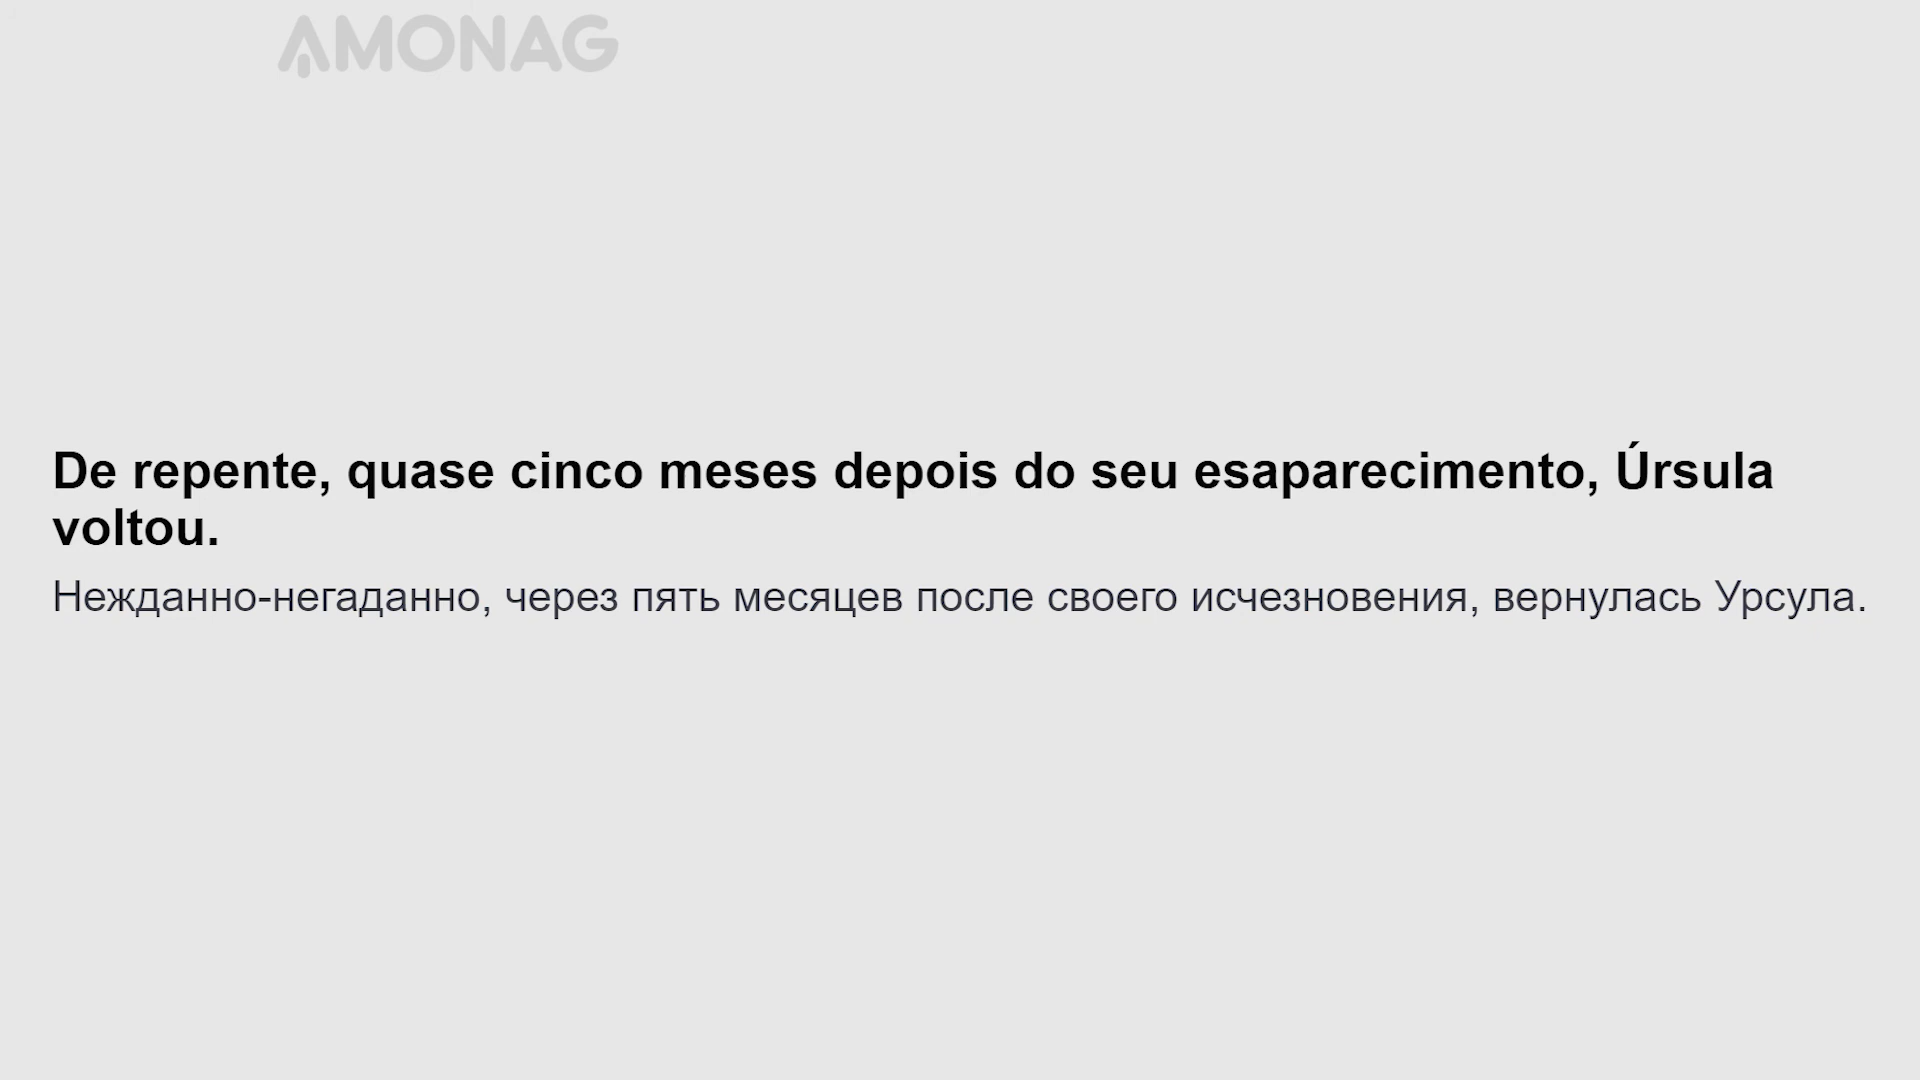 AMONAG
De repente, quase cinco meses depois do seu esaparecimento, Úrsula
voltou.
Нежданно-негаданно, через пять месяцев после своего исчезновения, вернулась Урсула.